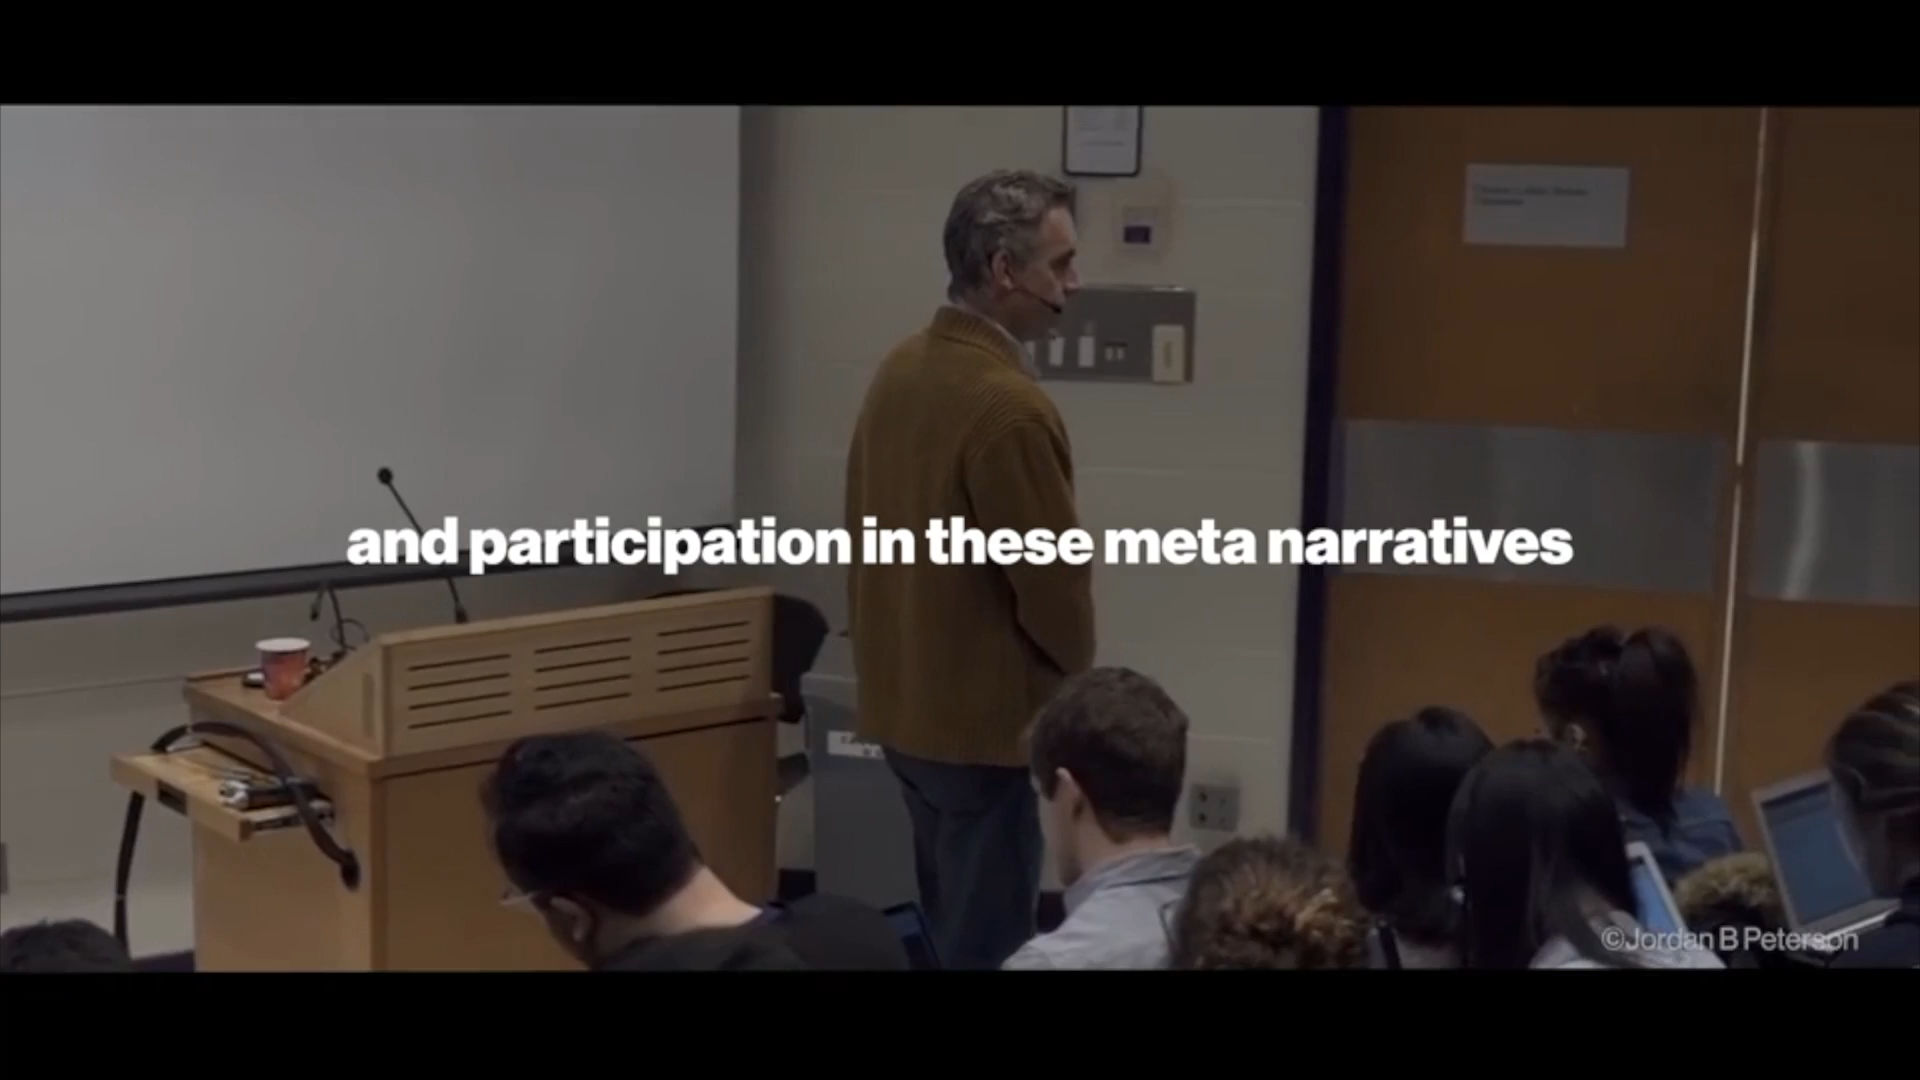 and participation in these meta narratives
©Jordan B Peterson